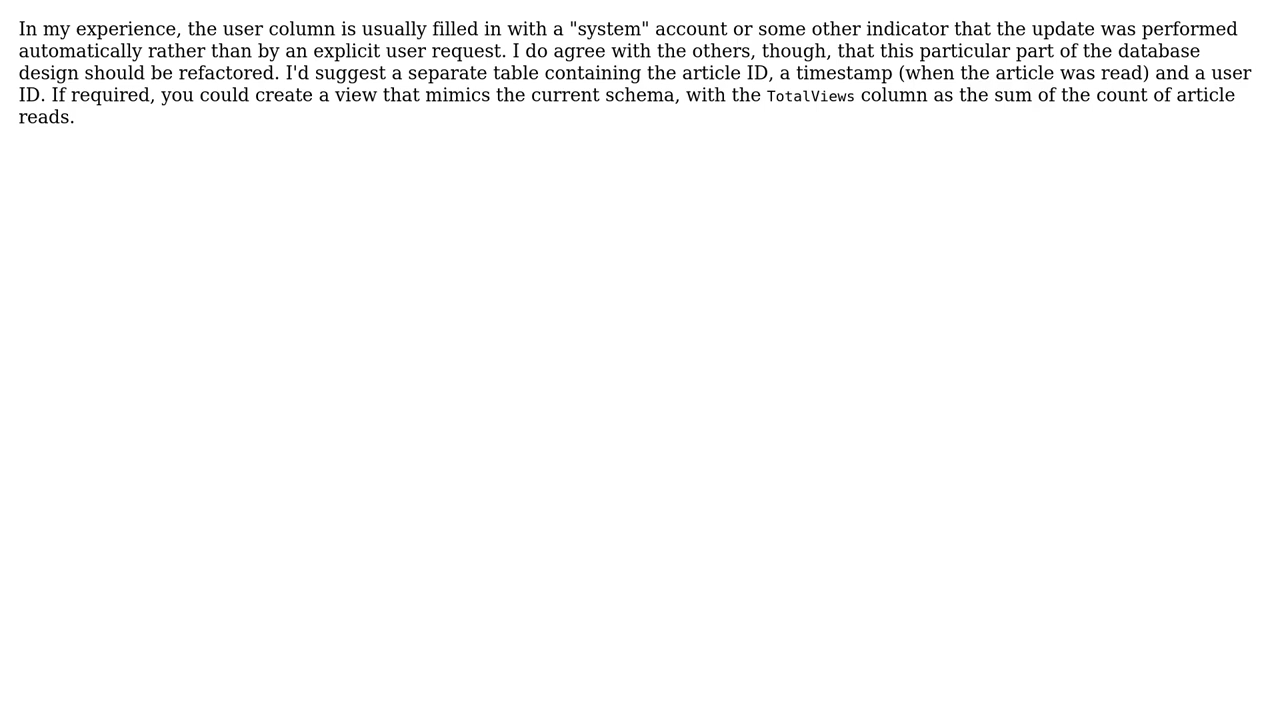 In my experience, the user column is usually filled in with a "system" account or some other indicator that the update was performed
automatically rather than by an explicit user request. I do agree with the others, though, that this particular part of the database
design should be refactored. I'd suggest a separate table containing the article ID, a timestamp (when the article was read) and a user
ID. If required, you could create a view that mimics the current schema, with the TotalViews column as the sum of the count of article
reads.